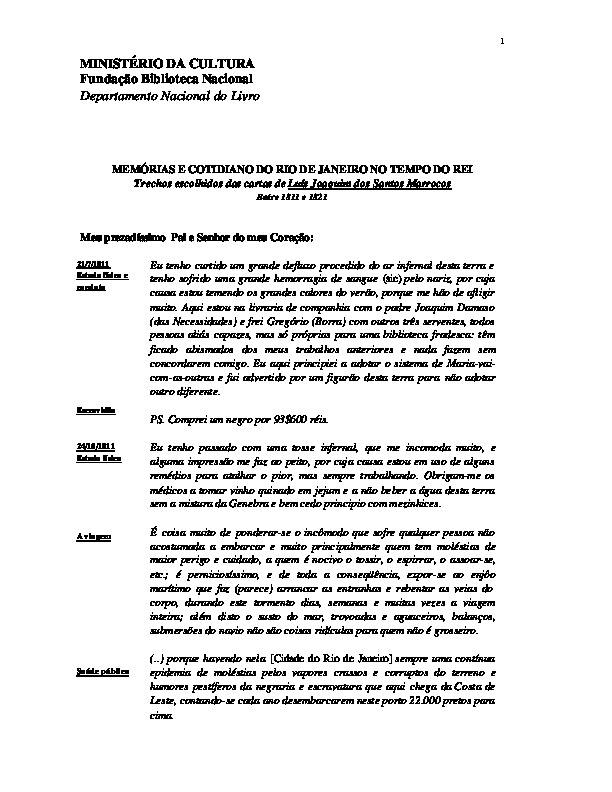 1
MINISTÉRIO DA CULTURA
Fundação Biblioteca Nacional
Departamento Nacional do Livro
MEMÓRIAS E COTIDIANO DO RIO DE JANEIRO NO TEMPO DO REI
Trechos escolhidos das cartas de Luís Joaquim dos Santos Marrocos
Entre 1811 e 1821
Meu prezadíssimo Pai e Senhor do meu Coração:
21/7/1811
Estado físico e
conduta
Eu tenho curtido um grande defluxo procedido do ar infernal desta terra e
tenho sofrido uma grande hemorragia de sangue (sic) pelo nariz, por cuja
causa estou temendo os grandes calores do verão, porque me hão de afligir
muito. Aqui estou na livraria de companhia com o padre Joaquim Damaso
(das Necessidades) e frei Gregório (Borra) com outros três serventes, todos
pessoas aliás capazes, mas só próprias para uma biblioteca fradesca: têm
ficado abismados dos meus trabalhos anteriores e nada fazem sem
concordarem comigo. Eu aqui principiei a adotar o sistema de Maria-vai-
com-as-outras e fui advertido por um figurão desta terra para não adotar
outro diferente.
Escravidão
PS. Comprei um negro por 93$600 réis.
24/10/1811
Estado físico
Eu tenho passado com uma tosse infernal, que me incomoda muito, e
alguma impressão me faz ao peito, por cuja causa estou em uso de alguns
remédios para atalhar o pior, mas sempre trabalhando. Obrigam-me os
médicos a tomar vinho quinado em jejum e a não beber a água desta terra
sem a mistura da Genebra e bem cedo principio com mezinhices.
A viagem
É coisa muito de ponderar-se o incômodo que sofre qualquer pessoa não
acostumada a embarcar e muito principalmente quem tem moléstias de
maior perigo e cuidado, a quem é nocivo o tossir, o espirrar, o assoar-se,
etc.; é perniciosíssimo, e de toda a conseqüência, expor-se ao enjôo
marítimo que faz (parece) arrancar as entranhas e rebentar as veias do
corpo, durando este tormento dias, semanas e muitas vezes a viagem
inteira; além disto o susto do mar, trovoadas e aguaceiros, balanços,
submersões do navio não são coisas ridículas para quem não é grosseiro.
Saúde pública
(..) porque havendo nela [Cidade do Rio de Janeiro] sempre uma contínua
epidemia de moléstias pelos vapores crassos e corruptos do terreno e
humores pestíferos da negraria e escravatura que aqui chega da Costa de
Leste, contando-se cada ano desembarcarem neste porto 22.000 pretos para
cima.